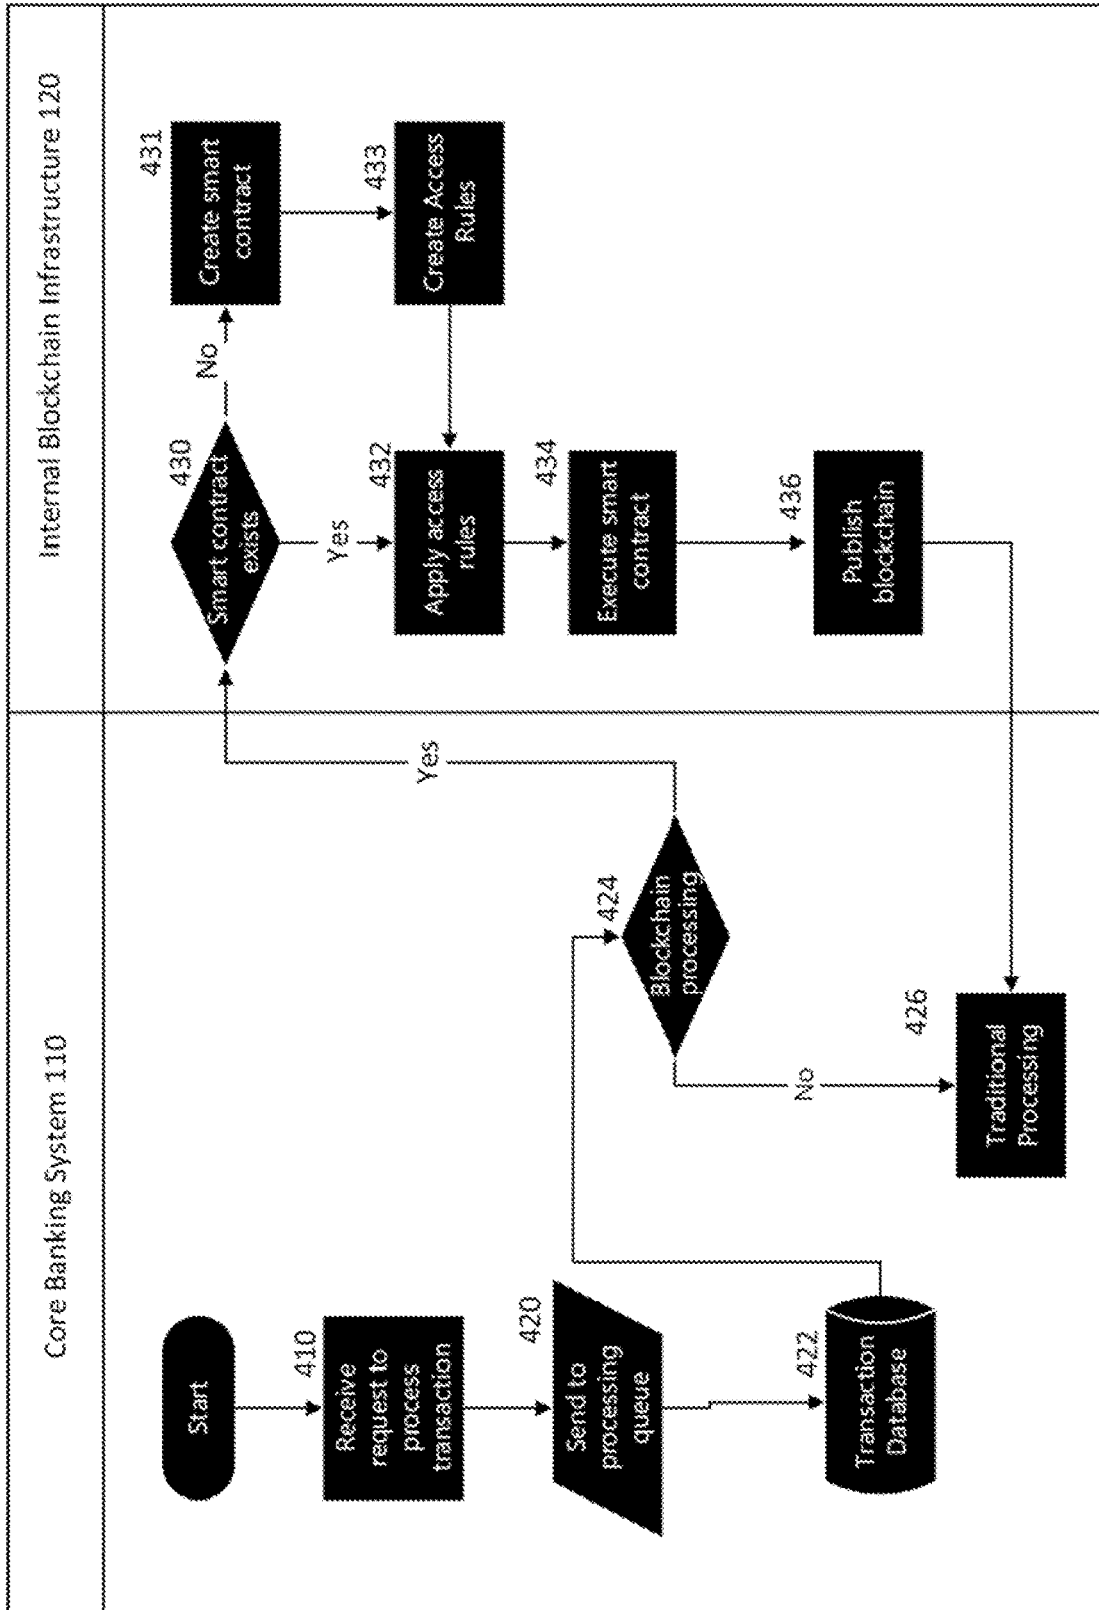 Core Banking System 110
Internal Blockchain Infrastructure 120
Start
410
Receive
request to
process
transaction
420
Send to
processing
queue
422
Transaction
Database
424
Blockchain
processing
Yes
No
426
Traditional
Processing
430
Smart contract
exists
No
Yes
431
Create smart
contract
433
Create Access
Rules
432
Apply access
rules
434
Execute smart
contract
436
Publish
blockchain